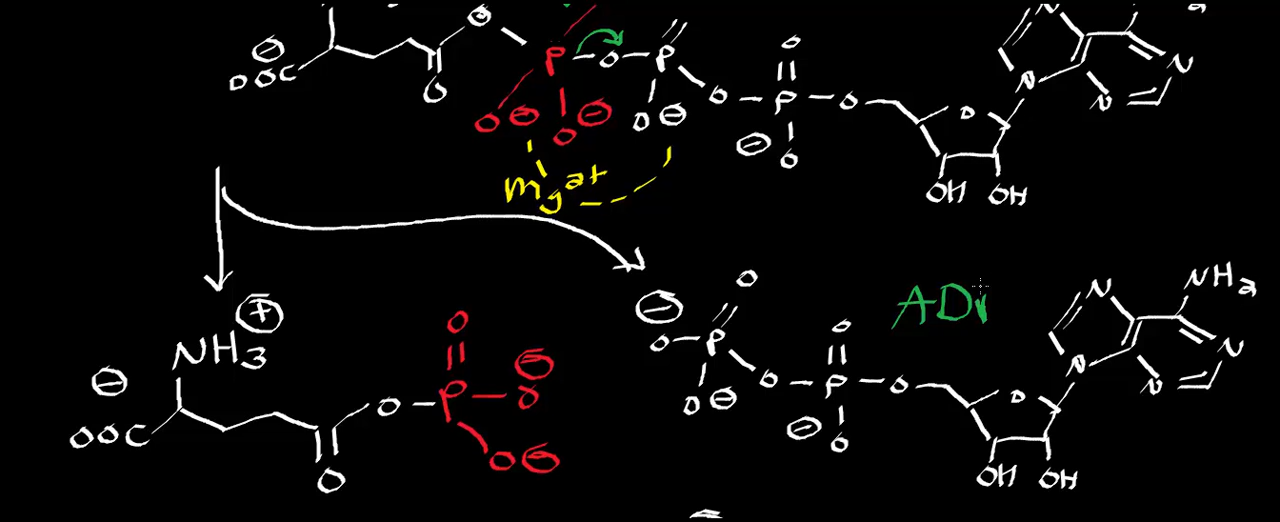 O P O P O P O N N N
⊖ OOC O
O⊖ O⊖ O⊖ ⊖ O O
OH OH
Mg2+
⊖ O ADP NH2
⊕ NH3 O O P O O P O O N N N N
⊖ OOC O P O⊖ O⊖ ⊖ O
O O⊖ OH OH